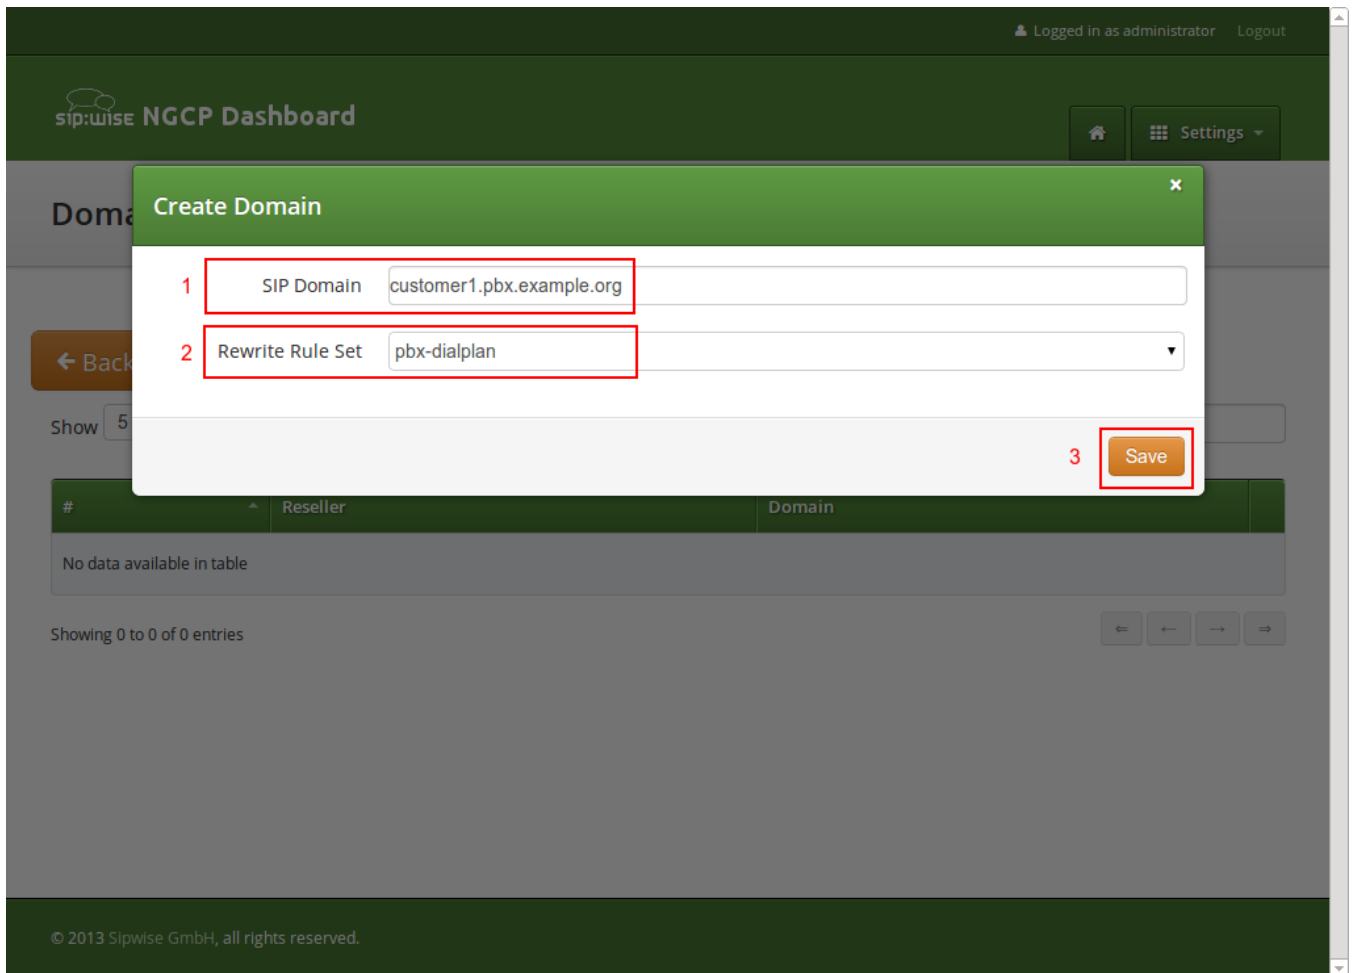 Logged in as administrator Logout
sip:wise NGCP Dashboard
Settings
Doma
Create Domain
×
1 SIP Domain customer1.pbx.example.org
2 Rewrite Rule Set pbx-dialplan
Back
Show 5
3 Save
# Reseller Domain
No data available in table
Showing 0 to 0 of 0 entries
⇐ ← → ⇒
© 2013 Sipwise GmbH, all rights reserved.